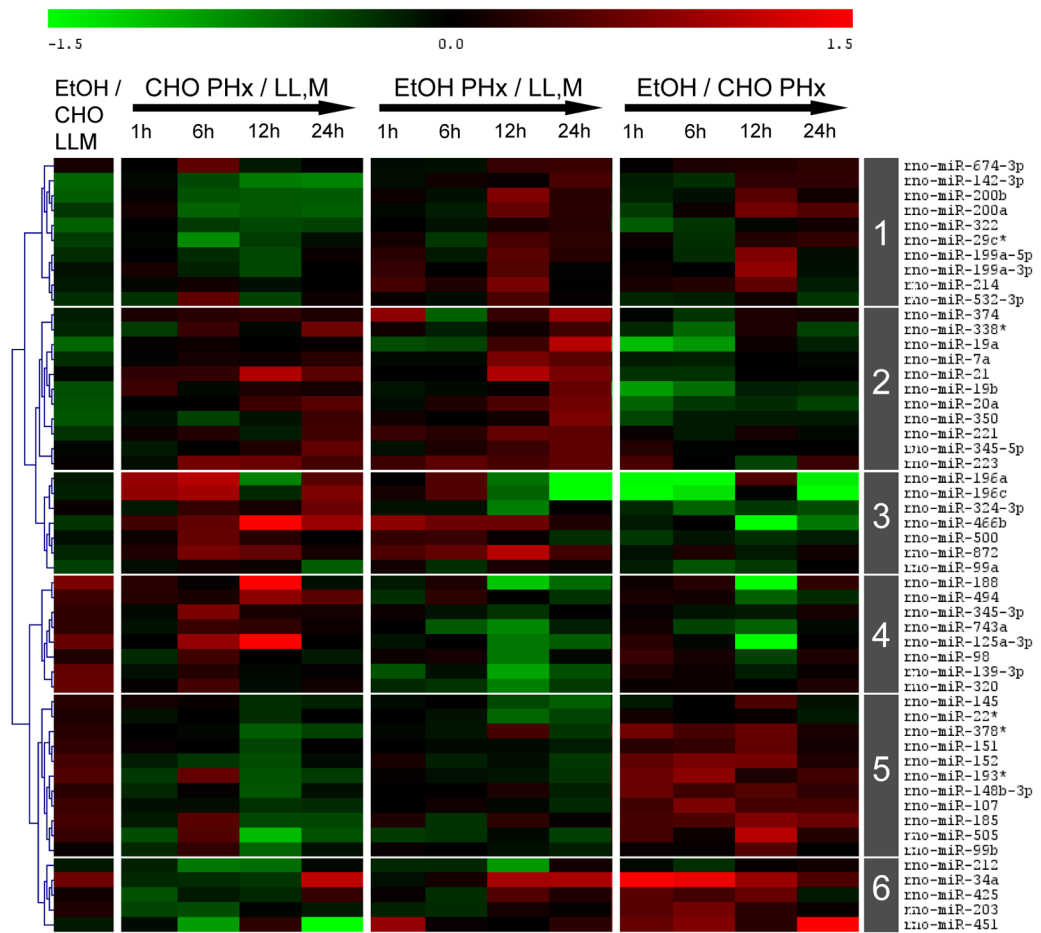 -1.5 0.0 1.5
EtOH /
CHO
LLM
CHO PHx / LL,M
1h 6h 12h 24h
EtOH PHx / LL,M
1h 6h 12h 24h
EtOH / CHO PHx
1h 6h 12h 24h
1
rno-miR-674-3p
rno-miR-142-3p
rno-miR-200b
rno-miR-200a
rno-miR-322
rno-miR-29c*
rno-miR-199a-5p
rno-miR-199a-3p
rno-miR-214
rno-miR-532-3p
2
rno-miR-374
rno-miR-338*
rno-miR-19a
rno-miR-7a
rno-miR-21
rno-miR-19b
rno-miR-20a
rno-miR-350
rno-miR-221
rno-miR-345-5p
rno-miR-223
3
rno-miR-196a
rno-miR-196c
rno-miR-324-3p
rno-miR-466b
rno-miR-500
rno-miR-872
rno-miR-99a
4
rno-miR-188
rno-miR-494
rno-miR-345-3p
rno-miR-743a
rno-miR-125a-3p
rno-miR-98
rno-miR-139-3p
rno-miR-320
5
rno-miR-145
rno-miR-22*
rno-miR-378*
rno-miR-151
rno-miR-152
rno-miR-193*
rno-miR-148b-3p
rno-miR-107
rno-miR-185
rno-miR-505
rno-miR-99b
6
rno-miR-212
rno-miR-34a
rno-miR-425
rno-miR-203
rno-miR-451